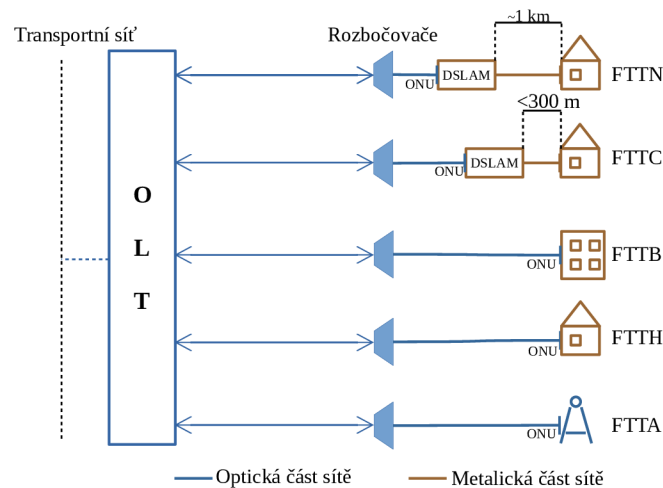 ~1 km
Transportní síť
Rozbočovače
ONU
DSLAM
FTTN
<300 m
ONU
DSLAM
FTTC
O
L
T
ONU
FTTB
ONU
FTTH
ONU
FTTA
Optická část sítě
Metalická část sítě